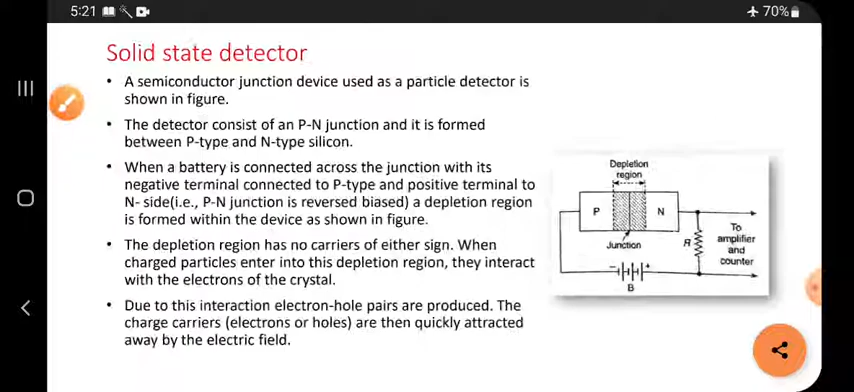 5:21
70%
Solid state detector
• A semiconductor junction device used as a particle detector is
shown in figure.
• The detector consist of an P-N junction and it is formed
between P-type and N-type silicon.
• When a battery is connected across the junction with its
negative terminal connected to P-type and positive terminal to
N- side(i.e., P-N junction is reversed biased) a depletion region
is formed within the device as shown in figure.
• The depletion region has no carriers of either sign. When
charged particles enter into this depletion region, they interact
with the electrons of the crystal.
• Due to this interaction electron-hole pairs are produced. The
charge carriers (electrons or holes) are then quickly attracted
away by the electric field.
Depletion
region
P
N
Junction
R
To
amplifier
and
counter
− +
B